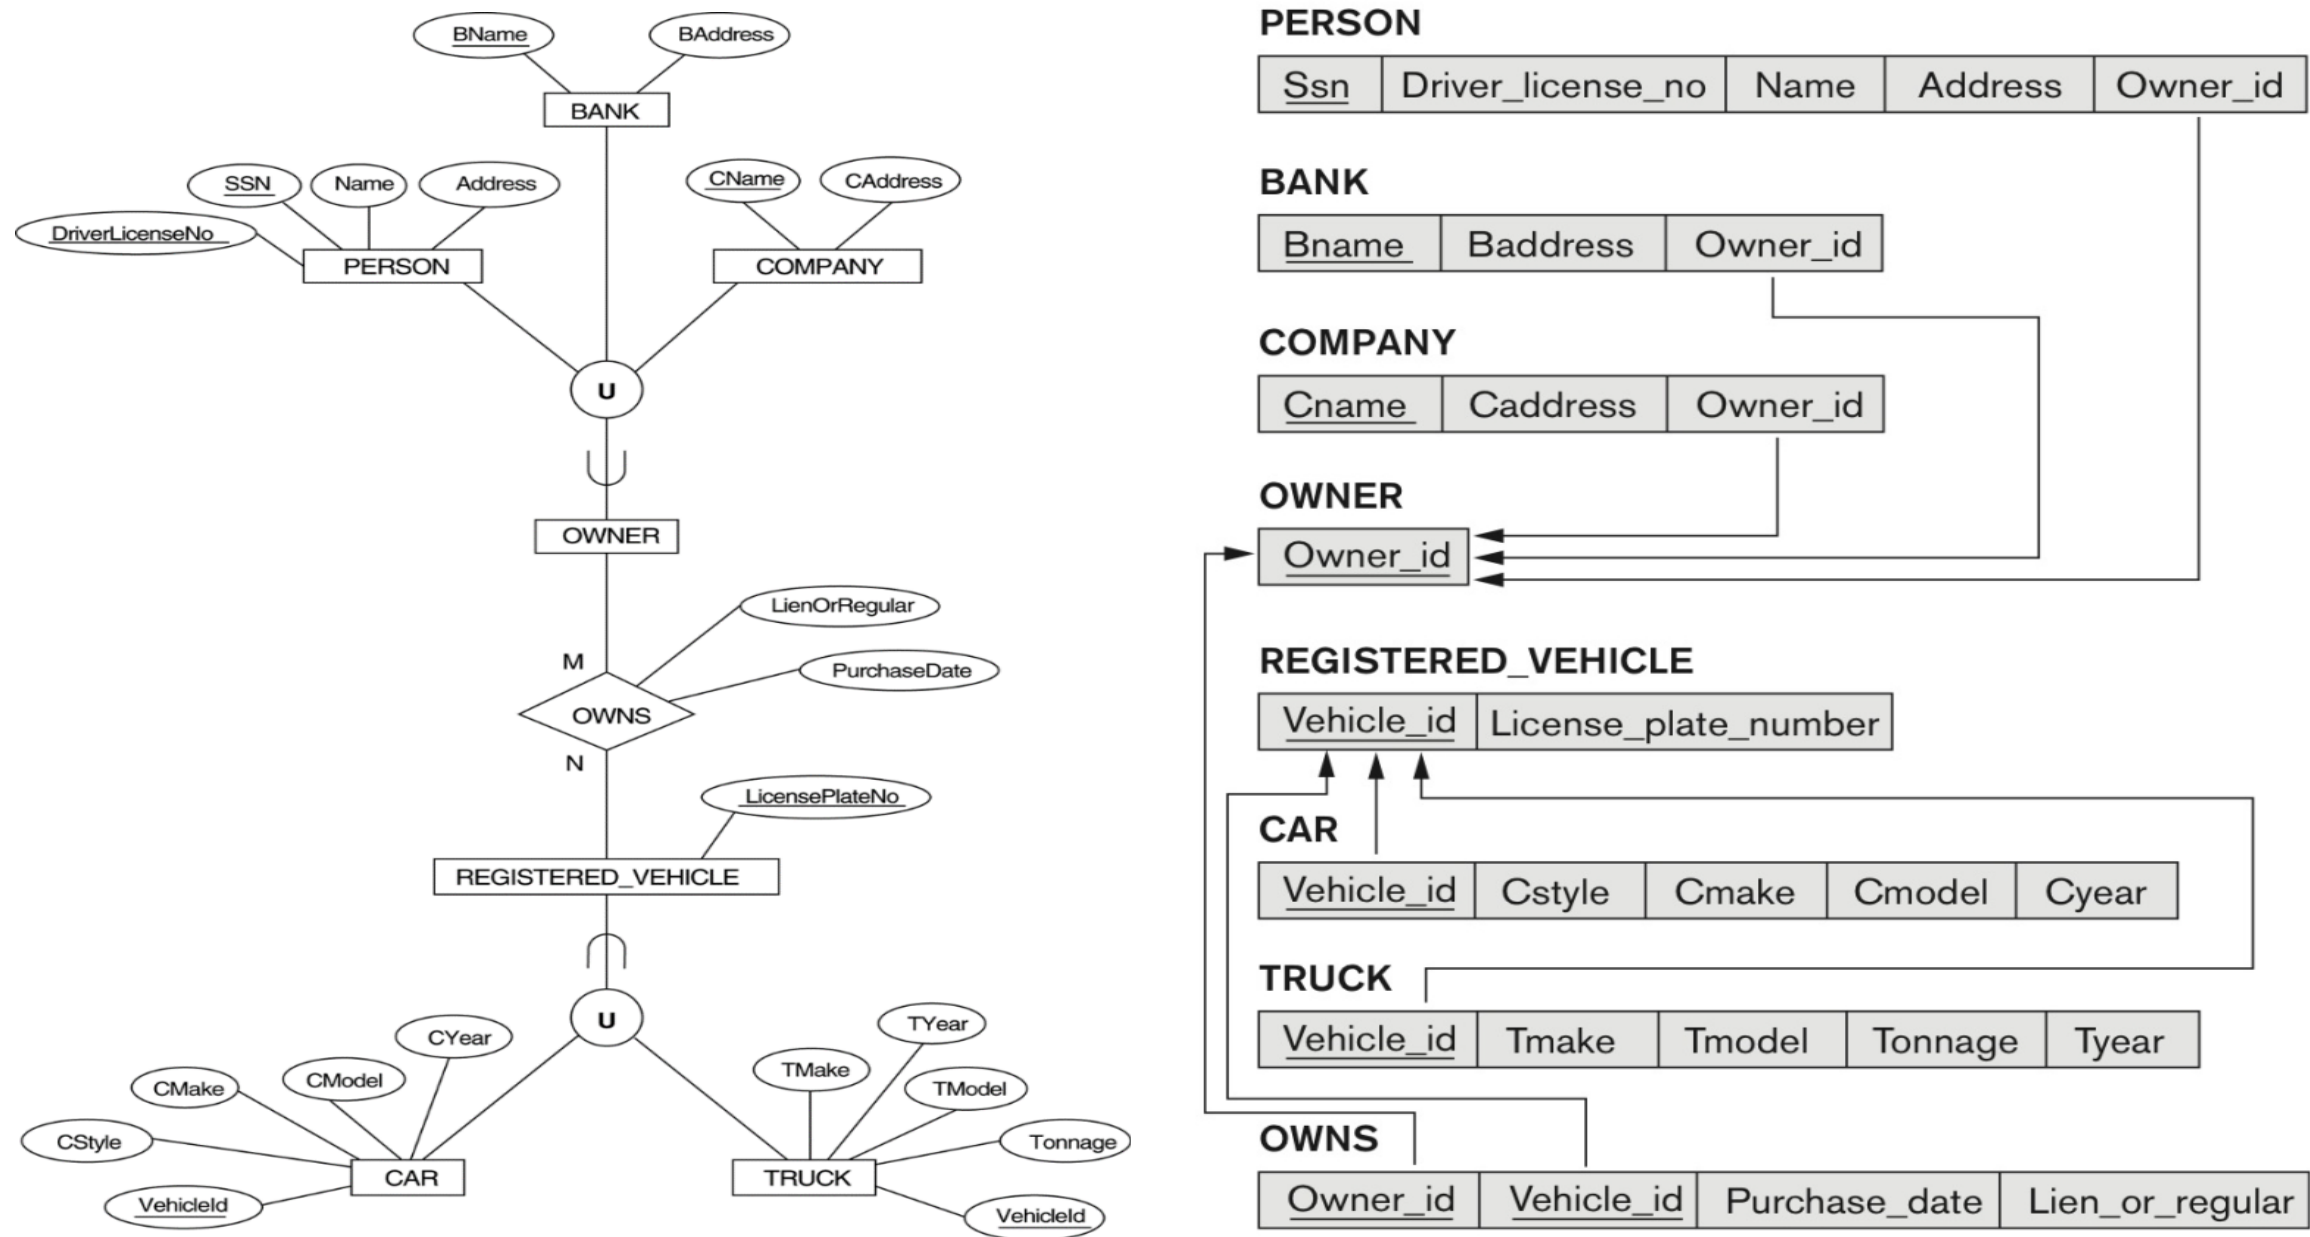 BName
BAddress
BANK
SSN
Name
Address
CName
CAddress
DriverLicenseNo
PERSON
COMPANY
U
OWNER
LienOrRegular
M
PurchaseDate
OWNS
N
LicensePlateNo
REGISTERED_VEHICLE
U
CYear
TYear
CMake
CModel
TMake
TModel
CStyle
Tonnage
CAR
TRUCK
VehicleId
VehicleId
PERSON
Ssn Driver_license_no Name Address Owner_id
BANK
Bname Baddress Owner_id
COMPANY
Cname Caddress Owner_id
OWNER
Owner_id
REGISTERED_VEHICLE
Vehicle_id License_plate_number
CAR
Vehicle_id Cstyle Cmake Cmodel Cyear
TRUCK
Vehicle_id Tmake Tmodel Tonnage Tyear
OWNS
Owner_id Vehicle_id Purchase_date Lien_or_regular